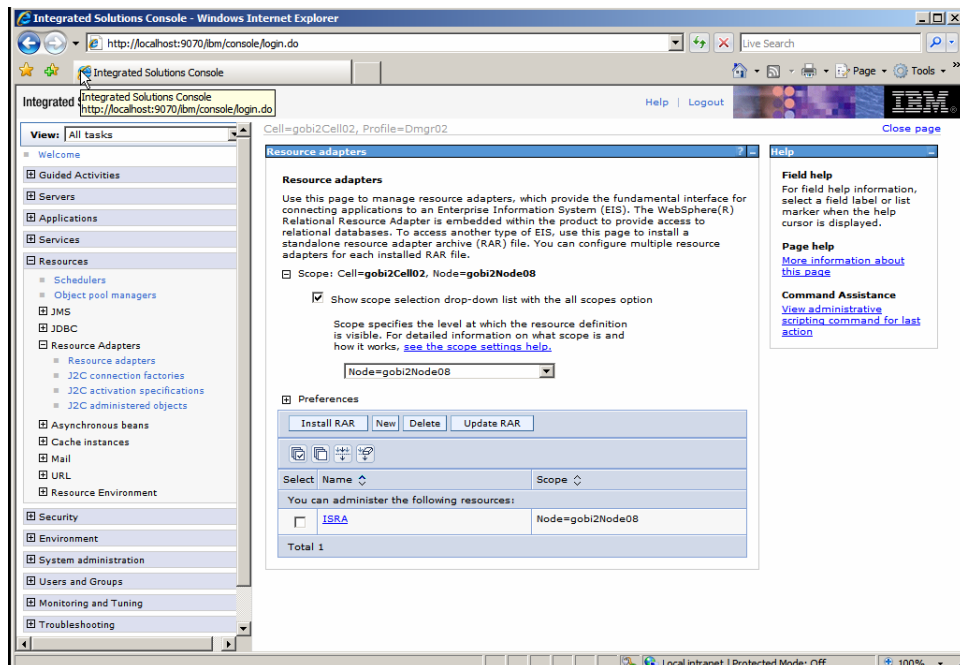 Integrated Solutions Console - Windows Internet Explorer
http://localhost:9070/ibm/console/login.do
Live Search
Integrated Solutions Console
Page
Tools
Integrated
Integrated Solutions Console
http://localhost:9070/ibm/console/login.do
Help | Logout
IBM
View: All tasks
Welcome
Guided Activities
Servers
Applications
Services
Resources
Schedulers
Object pool managers
JMS
JDBC
Resource Adapters
Resource adapters
J2C connection factories
J2C activation specifications
J2C administered objects
Asynchronous beans
Cache instances
Mail
URL
Resource Environment
Security
Environment
System administration
Users and Groups
Monitoring and Tuning
Troubleshooting
Cell=gobi2Cell02, Profile=Dmgr02
Close page
Resource adapters
Resource adapters
Use this page to manage resource adapters, which provide the fundamental interface for
connecting applications to an Enterprise Information System (EIS). The WebSphere(R)
Relational Resource Adapter is embedded within the product to provide access to
relational databases. To access another type of EIS, use this page to install a
standalone resource adapter archive (RAR) file. You can configure multiple resource
adapters for each installed RAR file.
Scope: Cell=gobi2Cell02, Node=gobi2Node08
Show scope selection drop-down list with the all scopes option
Scope specifies the level at which the resource definition
is visible. For detailed information on what scope is and
how it works, see the scope settings help.
Node=gobi2Node08
Preferences
Install RAR New Delete Update RAR
Select Name Scope
You can administer the following resources:
ISRA Node=gobi2Node08
Total 1
Help
Field help
For field help information,
select a field label or list
marker when the help
cursor is displayed.
Page help
More information about
this page
Command Assistance
View administrative
scripting command for last
action
Local intranet | Protected Mode: Off
100%